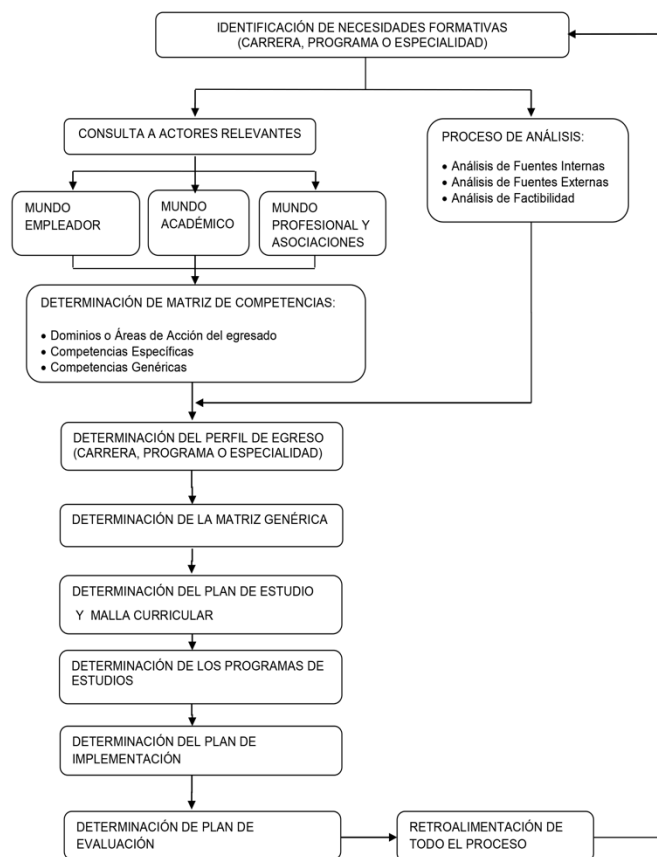 IDENTIFICACIÓN DE NECESIDADES FORMATIVAS
(CARRERA, PROGRAMA O ESPECIALIDAD)
CONSULTA A ACTORES RELEVANTES
PROCESO DE ANÁLISIS:
• Análisis de Fuentes Internas
• Análisis de Fuentes Externas
• Análisis de Factibilidad
MUNDO
EMPLEADOR
MUNDO
ACADÉMICO
MUNDO
PROFESIONAL Y
ASOCIACIONES
DETERMINACIÓN DE MATRIZ DE COMPETENCIAS:
• Dominios o Áreas de Acción del egresado
• Competencias Específicas
• Competencias Genéricas
DETERMINACIÓN DEL PERFIL DE EGRESO
(CARRERA, PROGRAMA O ESPECIALIDAD)
DETERMINACIÓN DE LA MATRIZ GENÉRICA
DETERMINACIÓN DEL PLAN DE ESTUDIO
Y MALLA CURRICULAR
DETERMINACIÓN DE LOS PROGRAMAS DE
ESTUDIOS
DETERMINACIÓN DEL PLAN DE
IMPLEMENTACIÓN
DETERMINACIÓN DE PLAN DE
EVALUACIÓN
RETROALIMENTACIÓN DE
TODO EL PROCESO